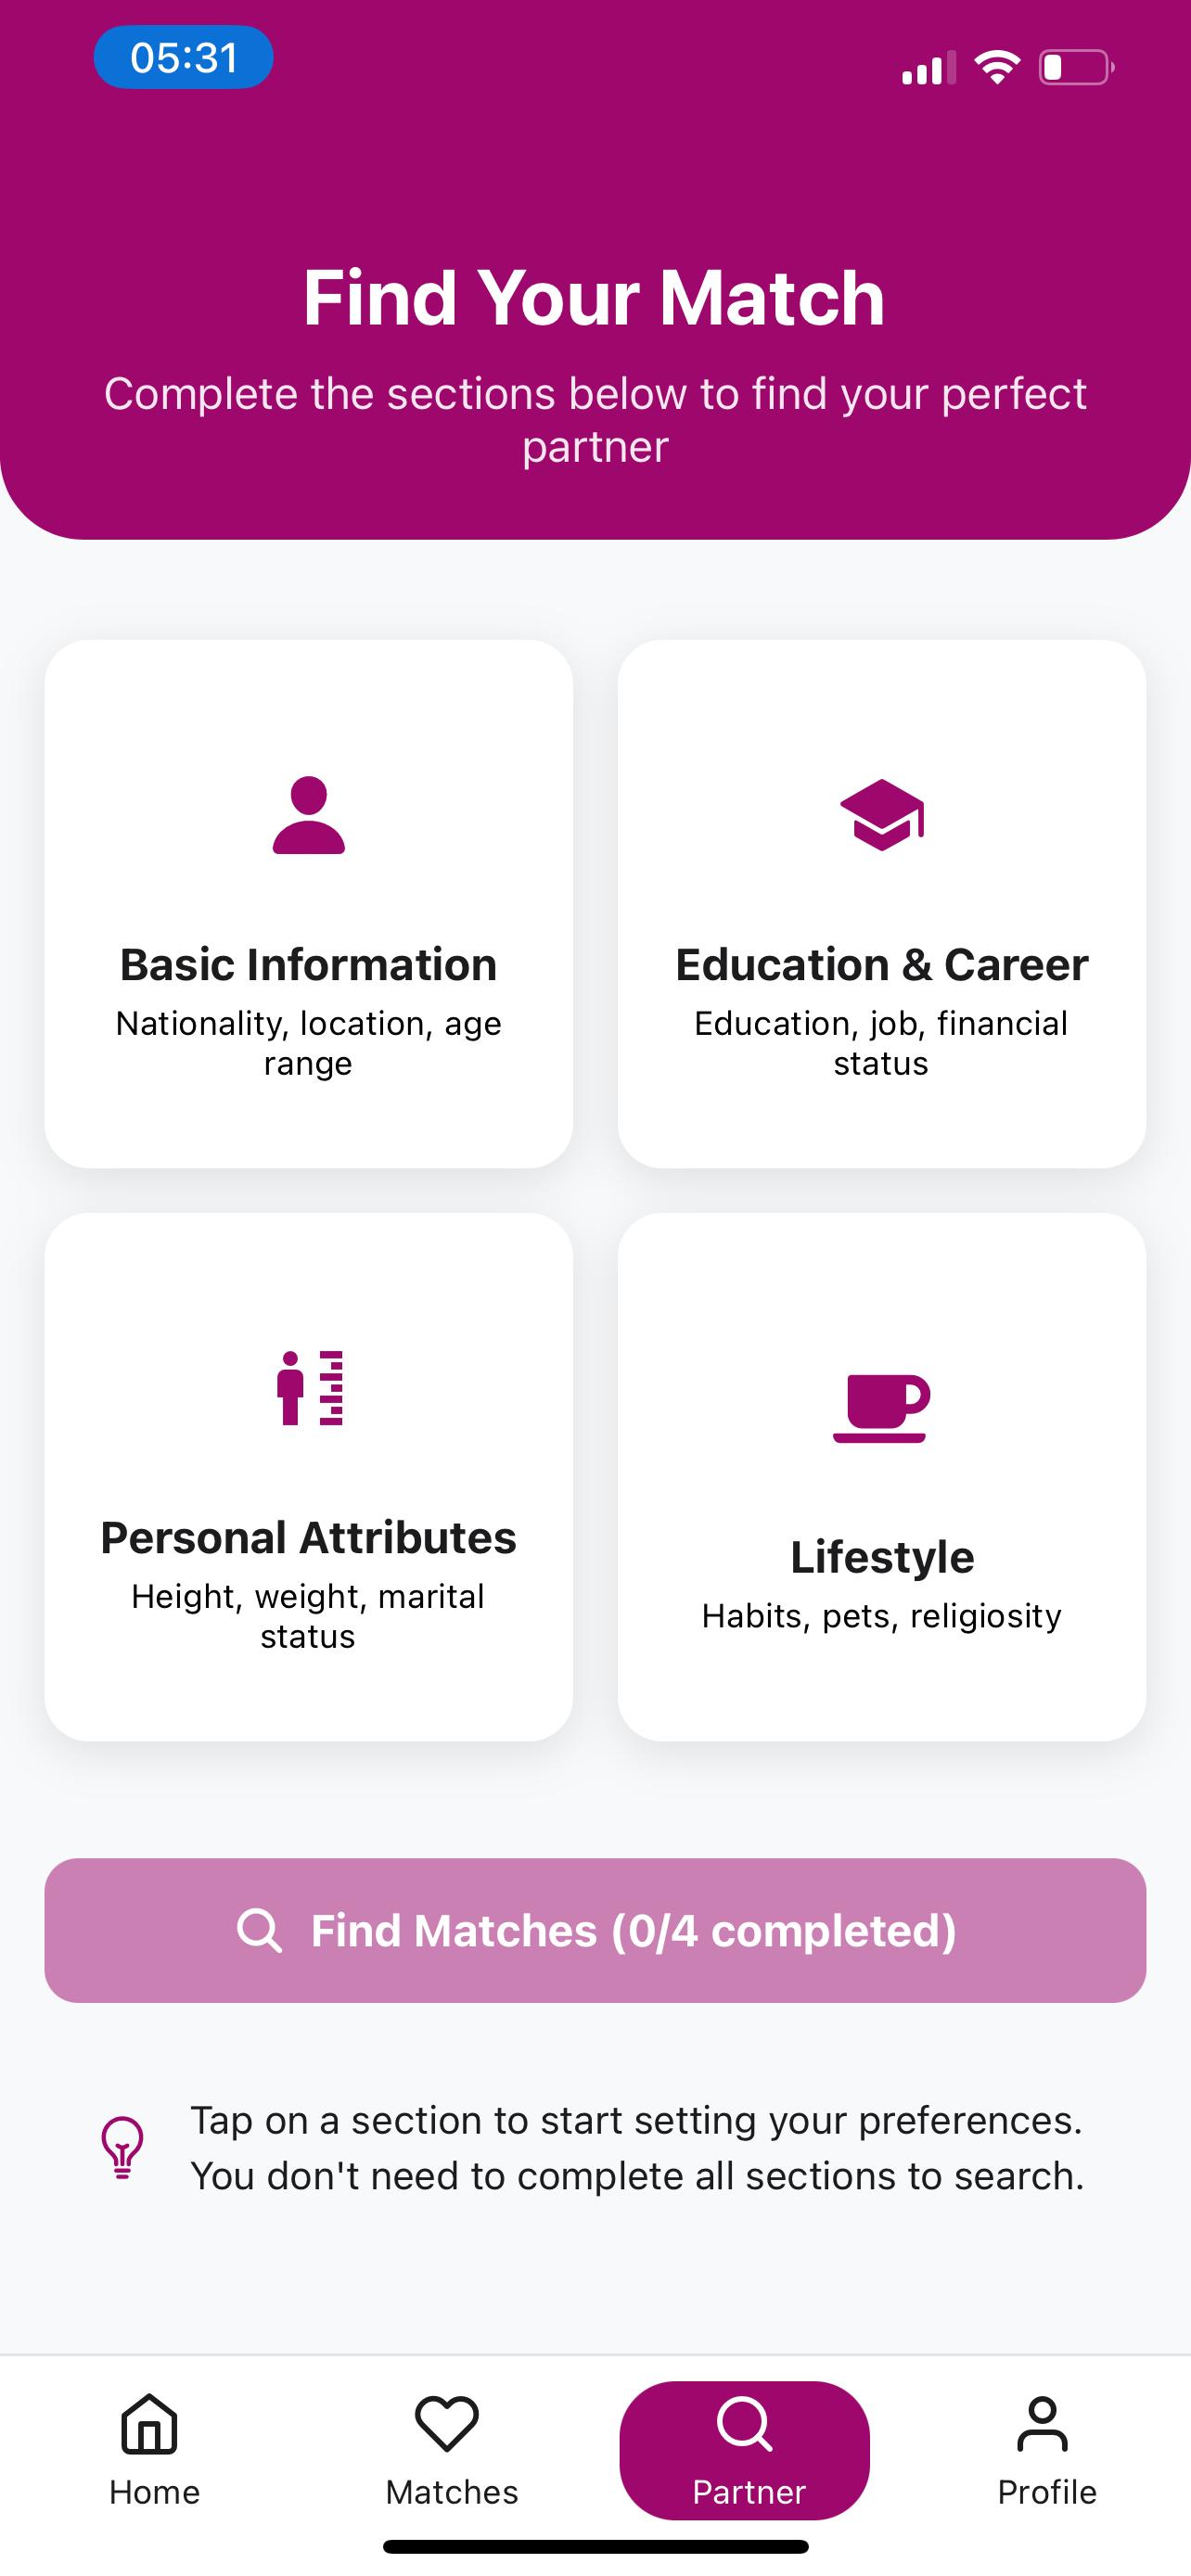 05:31
Find Your Match
Complete the sections below to find your perfect
partner
Basic Information
Nationality, location, age
range
Education & Career
Education, job, financial
status
Personal Attributes
Height, weight, marital
status
Lifestyle
Habits, pets, religiosity
Find Matches (0/4 completed)
Tap on a section to start setting your preferences.
You don't need to complete all sections to search.
Home
Matches
Partner
Profile